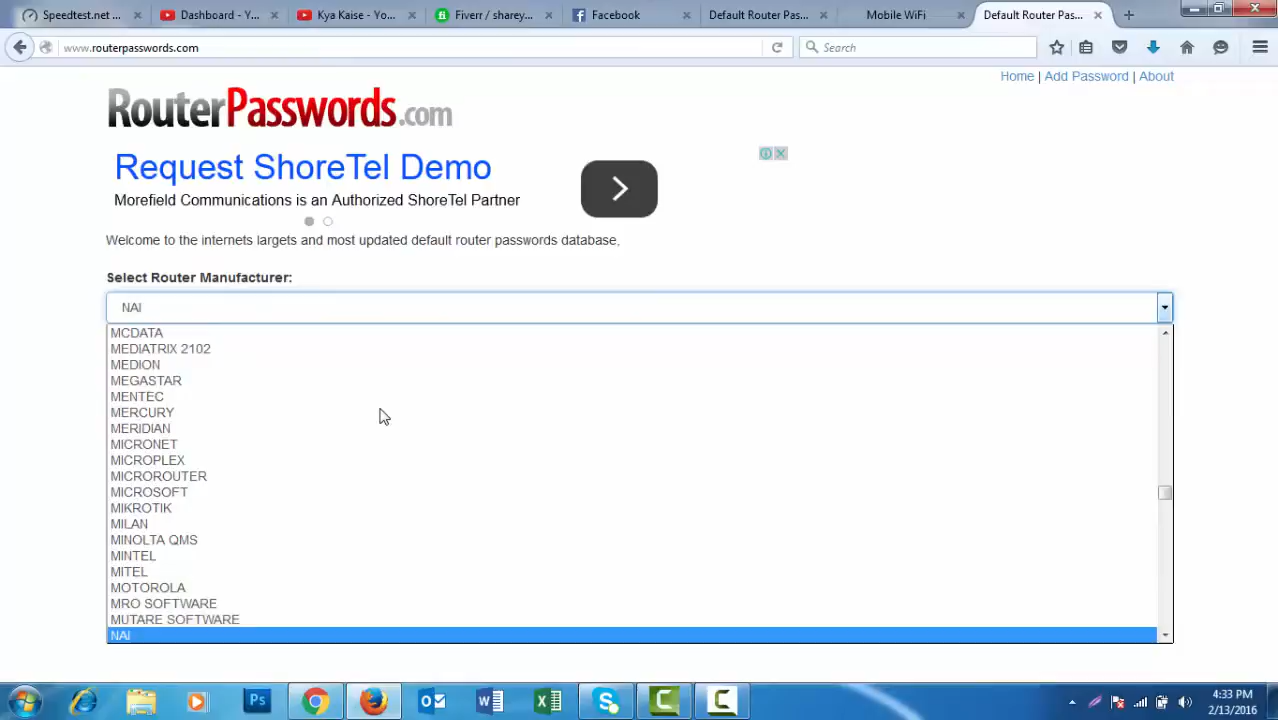 Speedtest.net ...
Dashboard - Y...
Kya Kaise - Yo...
Fiverr / sharey...
Facebook
Default Router Pas...
Mobile WiFi
Default Router Pas...
www.routerpasswords.com
Search
Home | Add Password | About
RouterPasswords.com
Request ShoreTel Demo
Morefield Communications is an Authorized ShoreTel Partner
Welcome to the internets largets and most updated default router passwords database,
Select Router Manufacturer:
NAI
MCDATA
MEDIATRIX 2102
MEDION
MEGASTAR
MENTEC
MERCURY
MERIDIAN
MICRONET
MICROPLEX
MICROROUTER
MICROSOFT
MIKROTIK
MILAN
MINOLTA QMS
MINTEL
MITEL
MOTOROLA
MRO SOFTWARE
MUTARE SOFTWARE
NAI
4:33 PM
2/13/2016